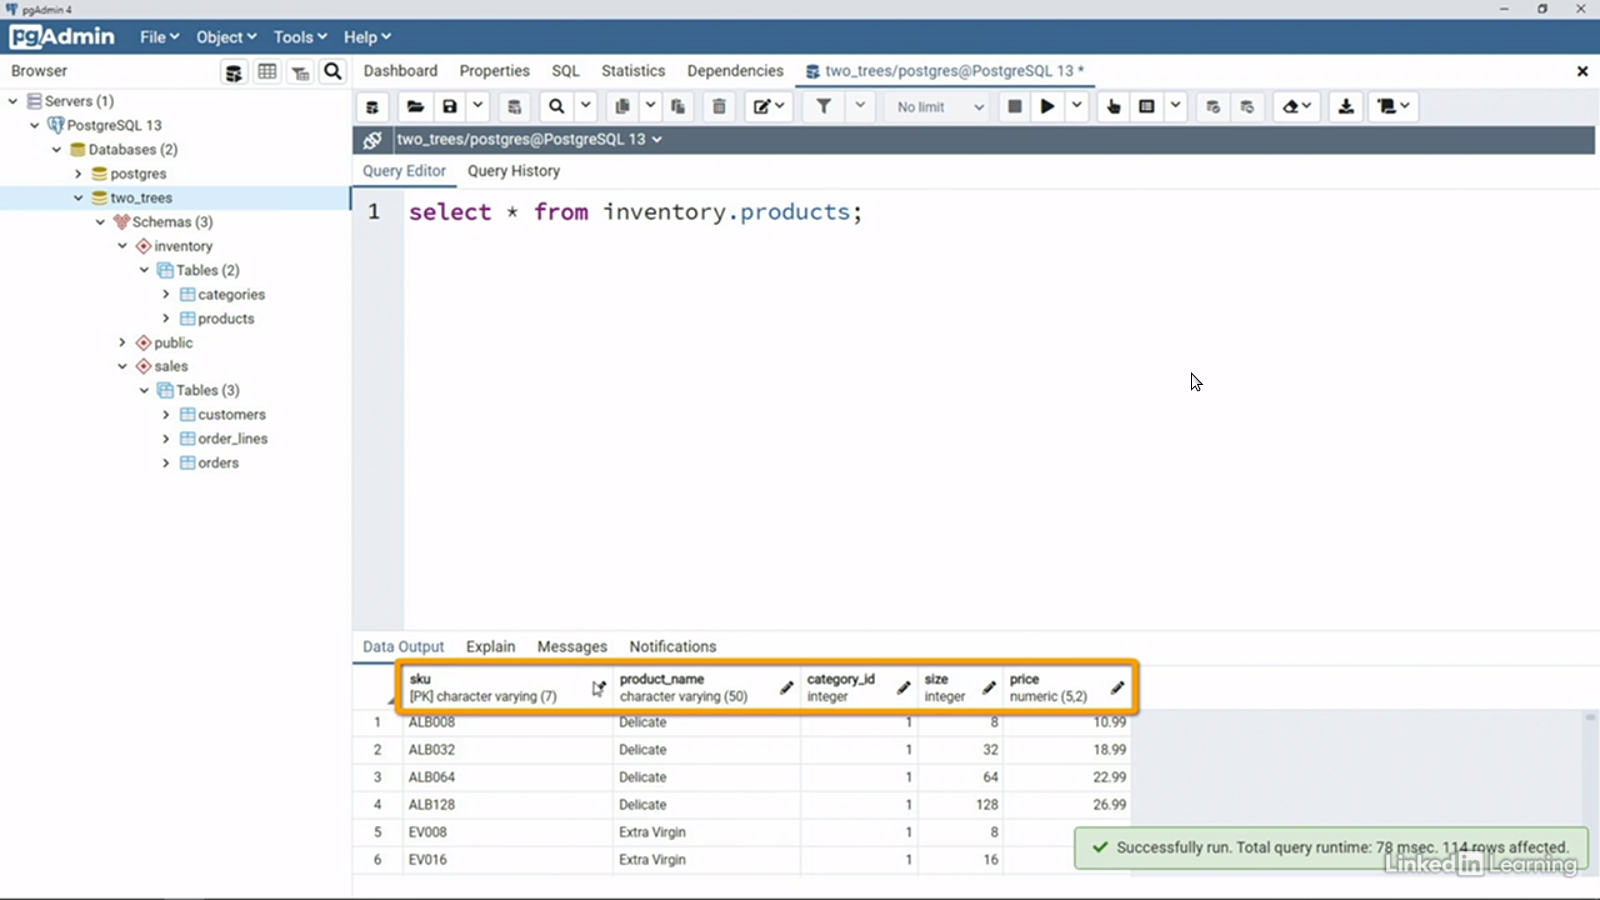 pgAdmin 4
pgAdmin File Object Tools Help
Browser
Dashboard Properties SQL Statistics Dependencies two_trees/postgres@PostgreSQL 13 *
No limit
two_trees/postgres@PostgreSQL 13
Query Editor Query History
Servers (1)
PostgreSQL 13
Databases (2)
postgres
two_trees
Schemas (3)
inventory
Tables (2)
categories
products
public
sales
Tables (3)
customers
order_lines
orders
1 select * from inventory.products;
Data Output Explain Messages Notifications
sku product_name category_id size price
[PK] character varying (7) character varying (50) integer integer numeric (5,2)
1 ALB008 Delicate 1 8 10.99
2 ALB032 Delicate 1 32 18.99
3 ALB064 Delicate 1 64 22.99
4 ALB128 Delicate 1 128 26.99
5 EV008 Extra Virgin 1 8
6 EV016 Extra Virgin 1 16
Successfully run. Total query runtime: 78 msec. 114 rows affected.
Linked in Learning